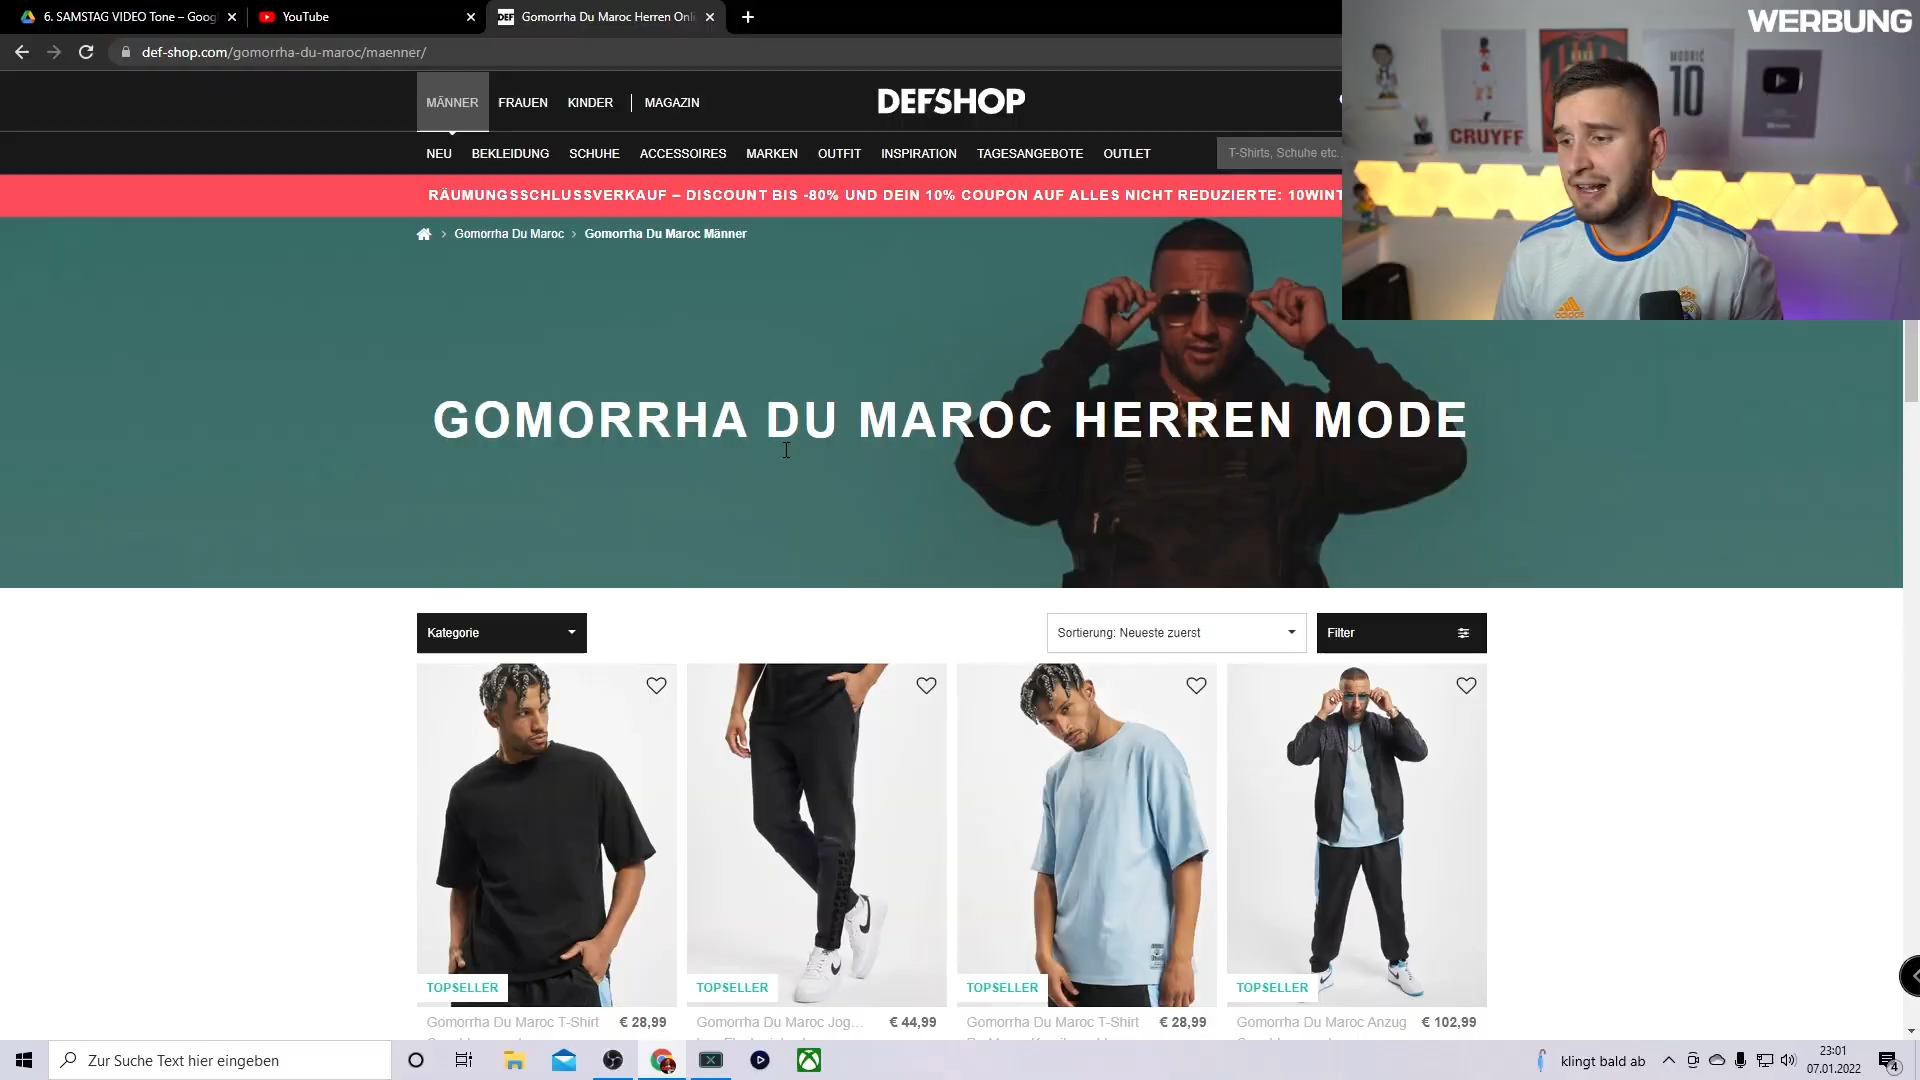 6. SAMSTAG VIDEO Tone – Goog
YouTube
DEF
Gomorrha Du Maroc Herren Onli
def-shop.com/gomorrha-du-maroc/maenner/
WERBUNG
MODRIĆ
10
CRUYFF
MÄNNER
FRAUEN
KINDER
MAGAZIN
DEFSHOP
NEU
BEKLEIDUNG
SCHUHE
ACCESSOIRES
MARKEN
OUTFIT
INSPIRATION
TAGESANGEBOTE
OUTLET
T-Shirts, Schuhe etc.
RÄUMUNGSSCHLUSSVERKAUF – DISCOUNT BIS -80% UND DEIN 10% COUPON AUF ALLES NICHT REDUZIERTE: 10WINT
Gomorrha Du Maroc
Gomorrha Du Maroc Männer
GOMORRHA DU MAROC HERREN MODE
Kategorie
Sortierung: Neueste zuerst
Filter
TOPSELLER
TOPSELLER
TOPSELLER
TOPSELLER
Gomorrha Du Maroc T-Shirt
€ 28,99
Gomorrha Du Maroc Jog...
€ 44,99
Gomorrha Du Maroc T-Shirt
€ 28,99
Gomorrha Du Maroc Anzug
€ 102,99
Zur Suche Text hier eingeben
klingt bald ab
23:01
07.01.2022
4